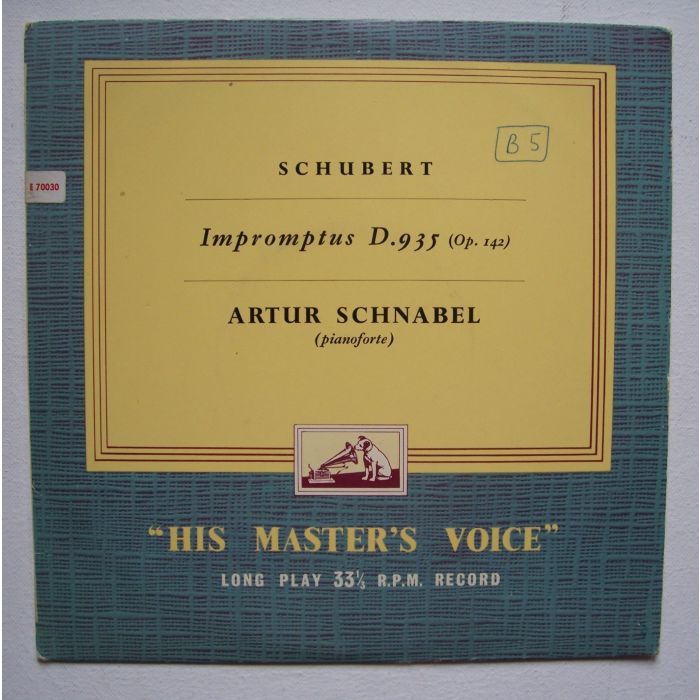 B 5
SCHUBERT
E 70030
Impromptus D.935 (Op. 142)
ARTUR SCHNABEL
(pianoforte)
“HIS MASTER'S VOICE”
LONG PLAY 33⅓ R.P.M. RECORD